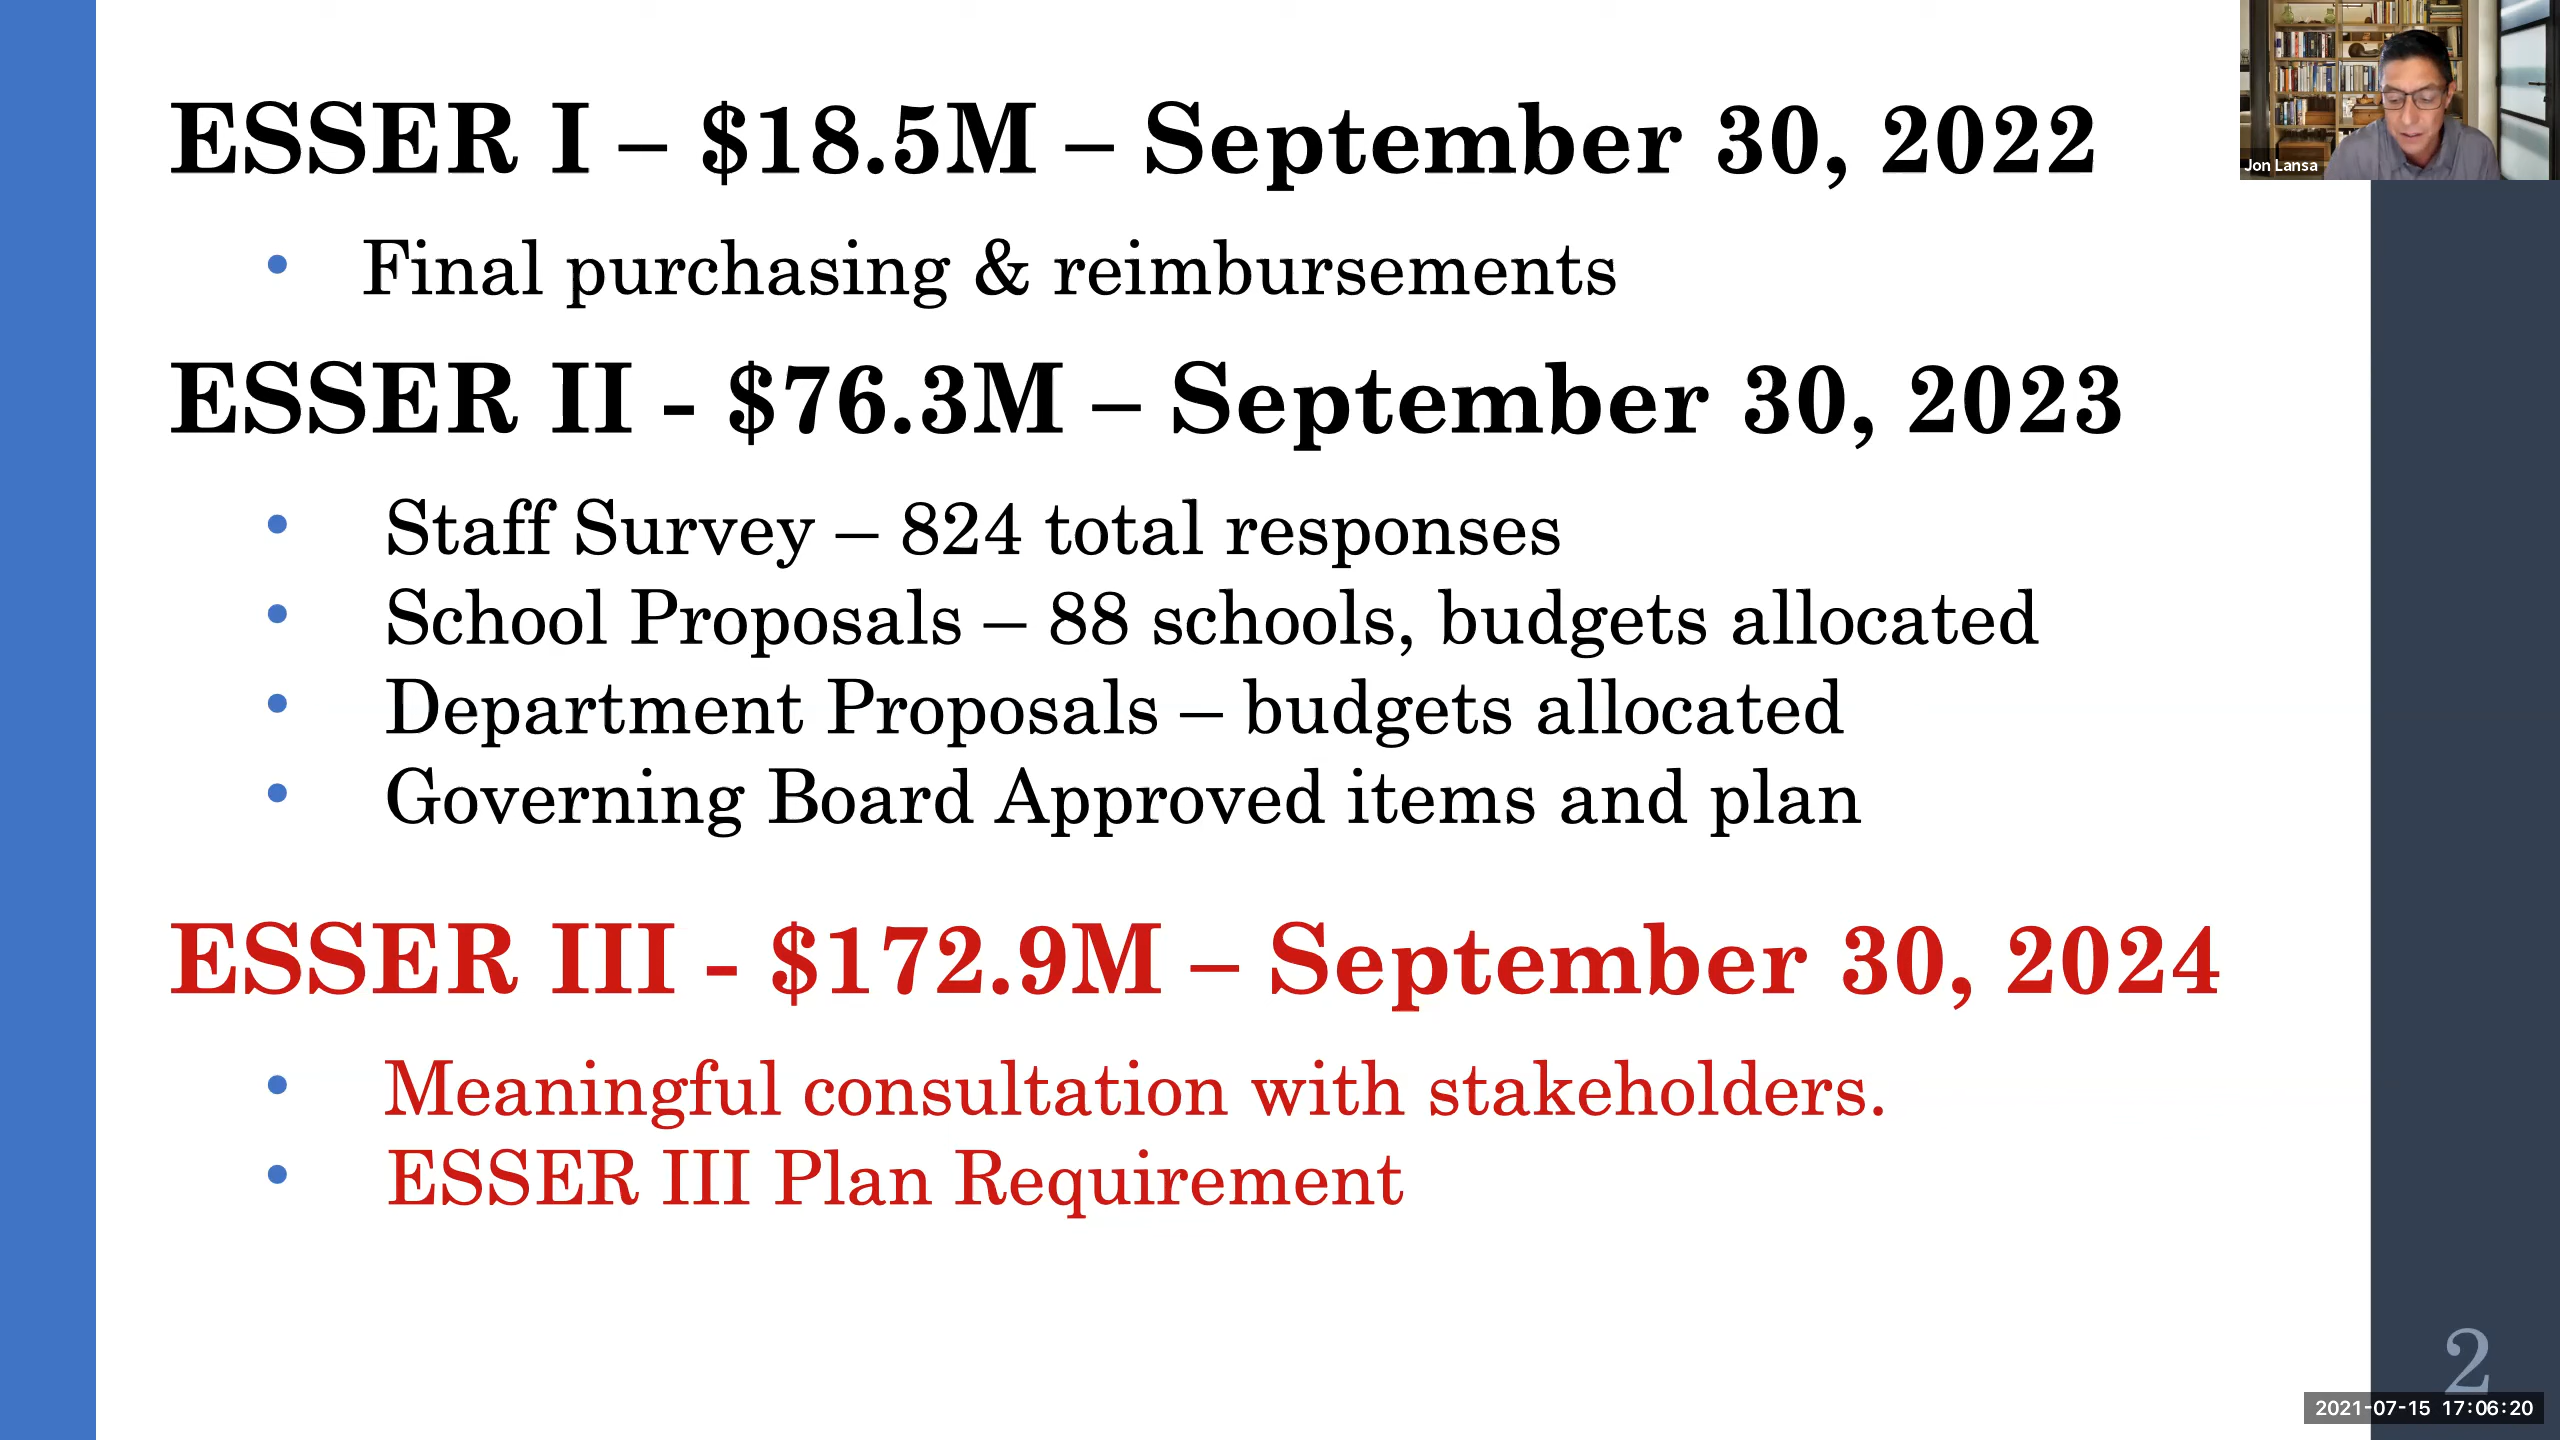 ESSER I – $18.5M – September 30, 2022
• Final purchasing & reimbursements
ESSER II - $76.3M – September 30, 2023
• Staff Survey – 824 total responses
• School Proposals – 88 schools, budgets allocated
• Department Proposals – budgets allocated
• Governing Board Approved items and plan
ESSER III - $172.9M – September 30, 2024
• Meaningful consultation with stakeholders.
• ESSER III Plan Requirement
Jon Lansa
2
2021-07-15 17:06:20